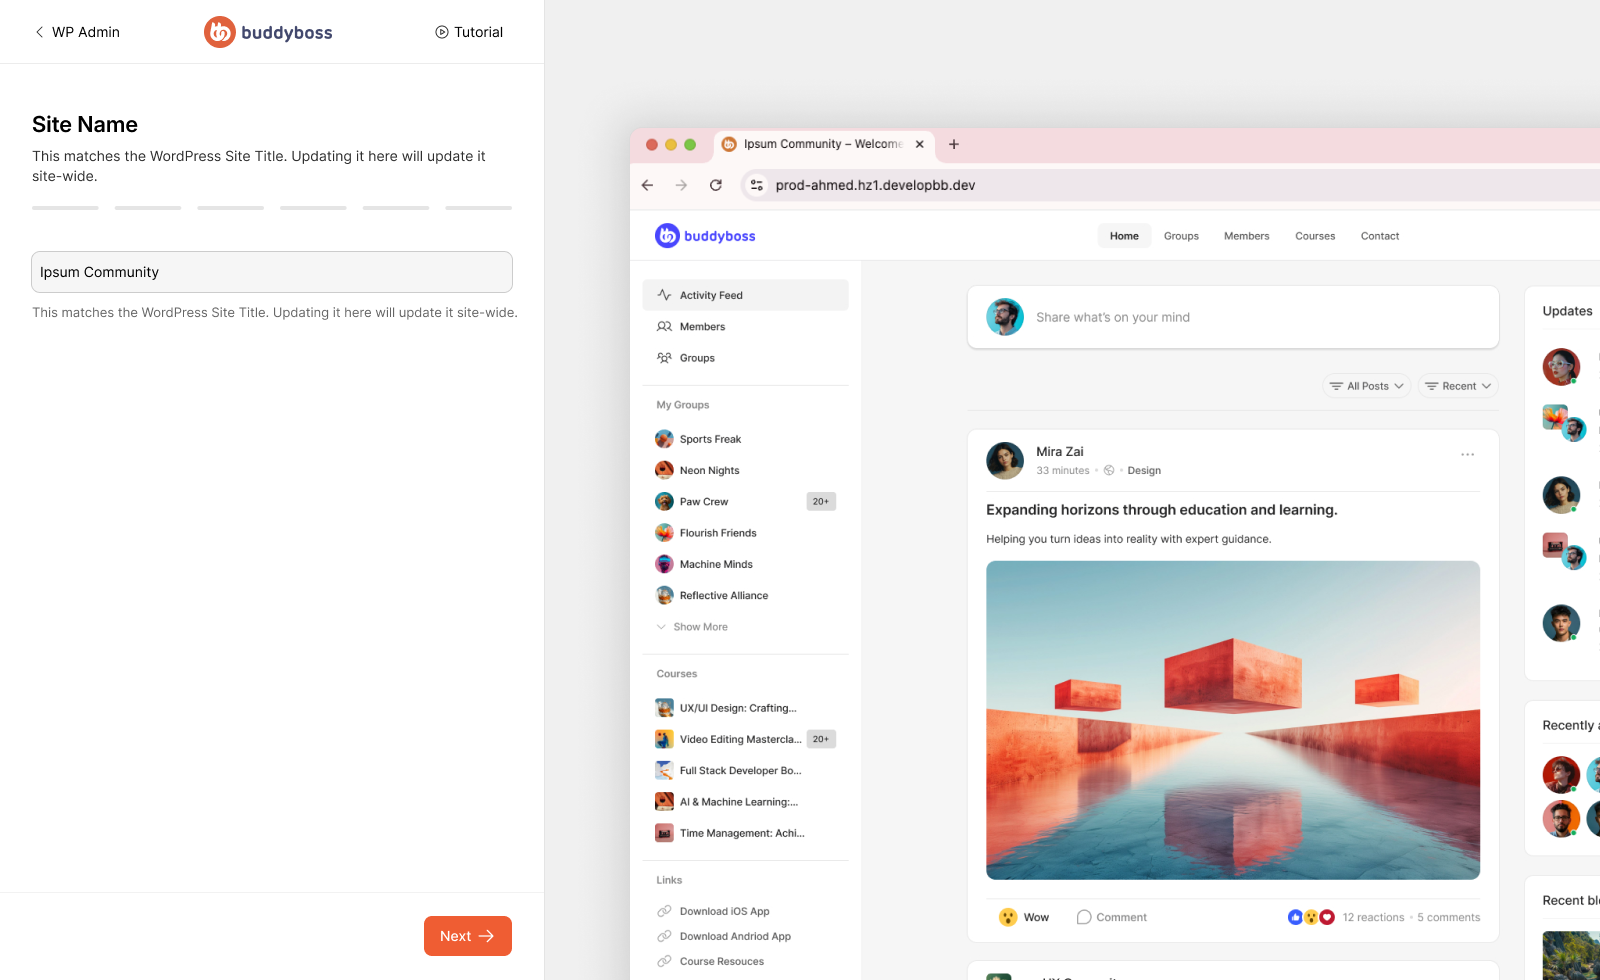 WP Admin
buddyboss
Tutorial
Site Name
This matches the WordPress Site Title. Updating it here will update it
site-wide.
Ipsum Community
This matches the WordPress Site Title. Updating it here will update it site-wide.
Next
Ipsum Community – Welcome
prod-ahmed.hz1.developbb.dev
buddyboss
Home
Groups
Members
Courses
Contact
Activity Feed
Members
Groups
My Groups
Sports Freak
Neon Nights
Paw Crew
20+
Flourish Friends
Machine Minds
Reflective Alliance
Show More
Courses
UX/UI Design: Crafting...
Video Editing Mastercla...
20+
Full Stack Developer Bo...
AI & Machine Learning:...
Time Management: Achi...
Links
Download iOS App
Download Andriod App
Course Resouces
Share what's on your mind
All Posts
Recent
Mira Zai
33 minutes • Design
Expanding horizons through education and learning.
Helping you turn ideas into reality with expert guidance.
Wow
Comment
12 reactions • 5 comments
Updates
Recently
Recent